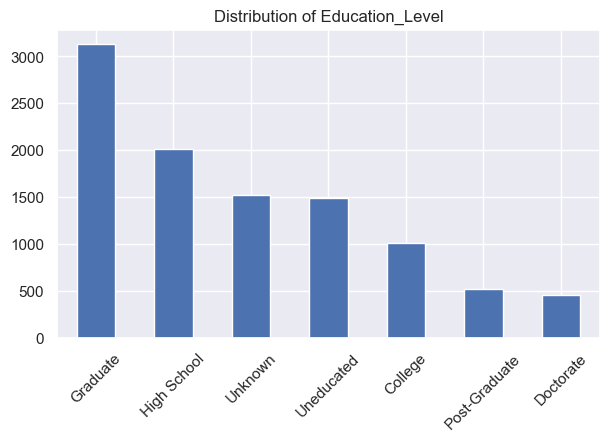 Distribution of Education_Level
3000
2500
2000
1500
1000
500
0
Graduate
High School
Unknown
Uneducated
College
Post-Graduate
Doctorate